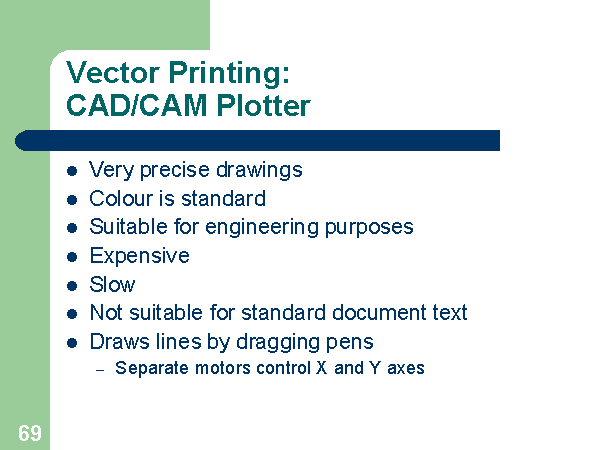 Vector Printing:
CAD/CAM Plotter
● Very precise drawings
● Colour is standard
● Suitable for engineering purposes
● Expensive
● Slow
● Not suitable for standard document text
● Draws lines by dragging pens
– Separate motors control X and Y axes
69